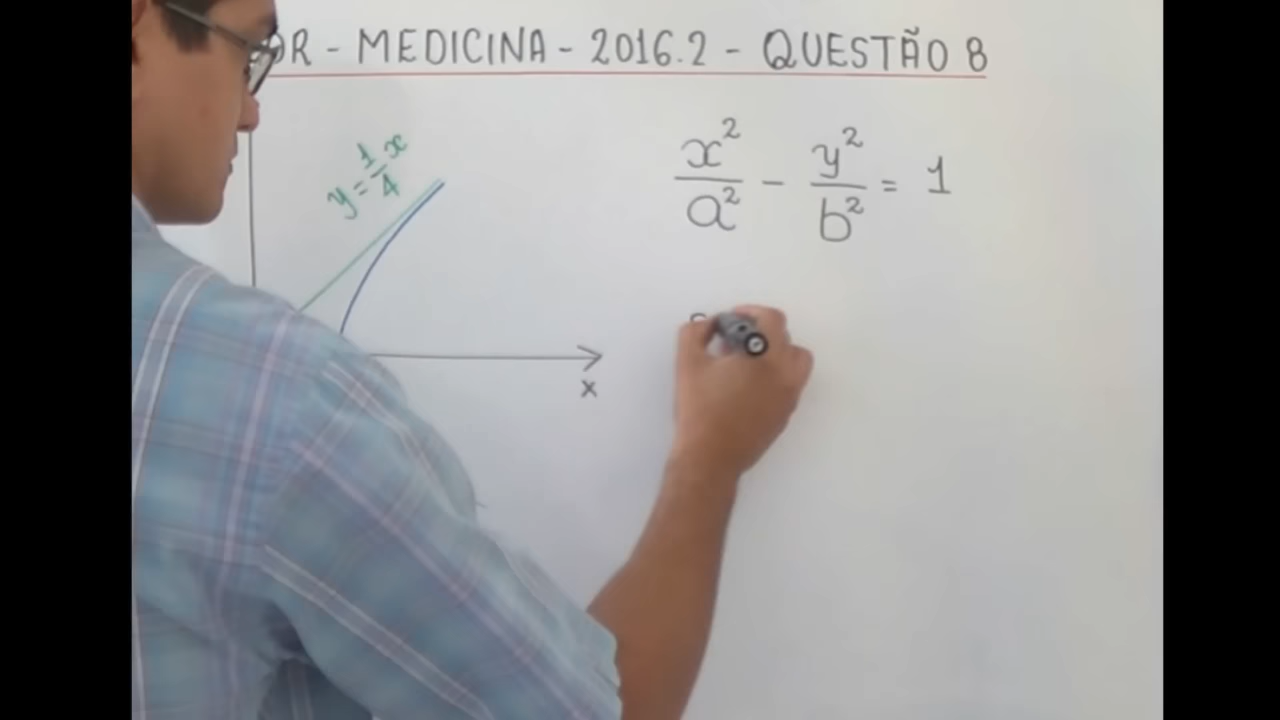 R - MEDICINA - 2016.2 - QUESTÃO 8
y = 1/4 x
x²/a² - y²/b² = 1
x